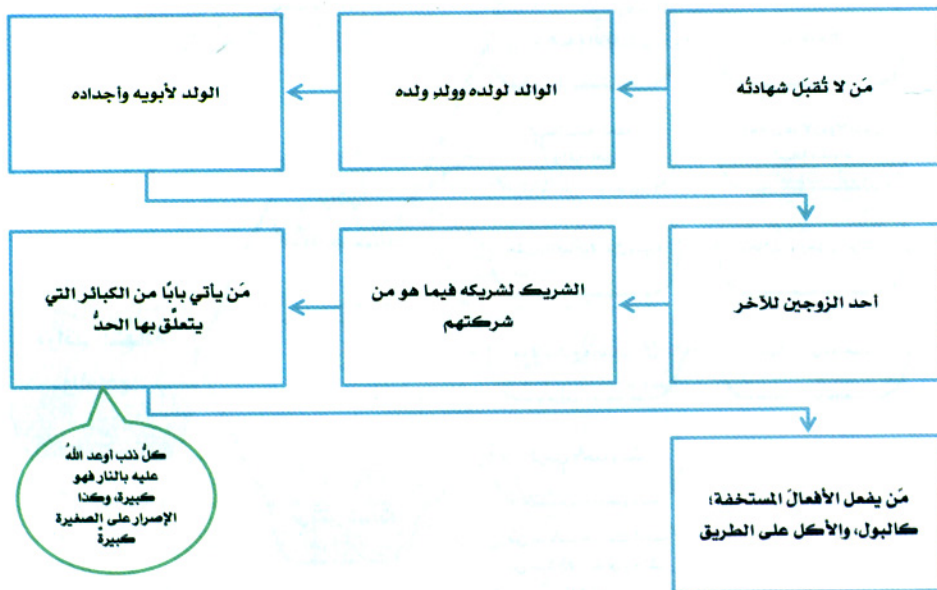 مَن لا تُقبَل شهادتُه
الوالد لولده وولدِ ولده
الولد لأبويه وأجداده
أحد الزوجين للآخر
الشريك لشريكه فيما هو من
شركتهم
مَن يأتي بابًا من الكبائر التي
يتعلَّق بها الحدُّ
كلُّ ذنب أوعد اللهُ
عليه بالنار فهو
كبيرة، وكذا
الإصرار على الصغيرة
كبيرةٌ
مَن يفعل الأفعالَ المستخفة؛
كالبول، والأكل على الطريق